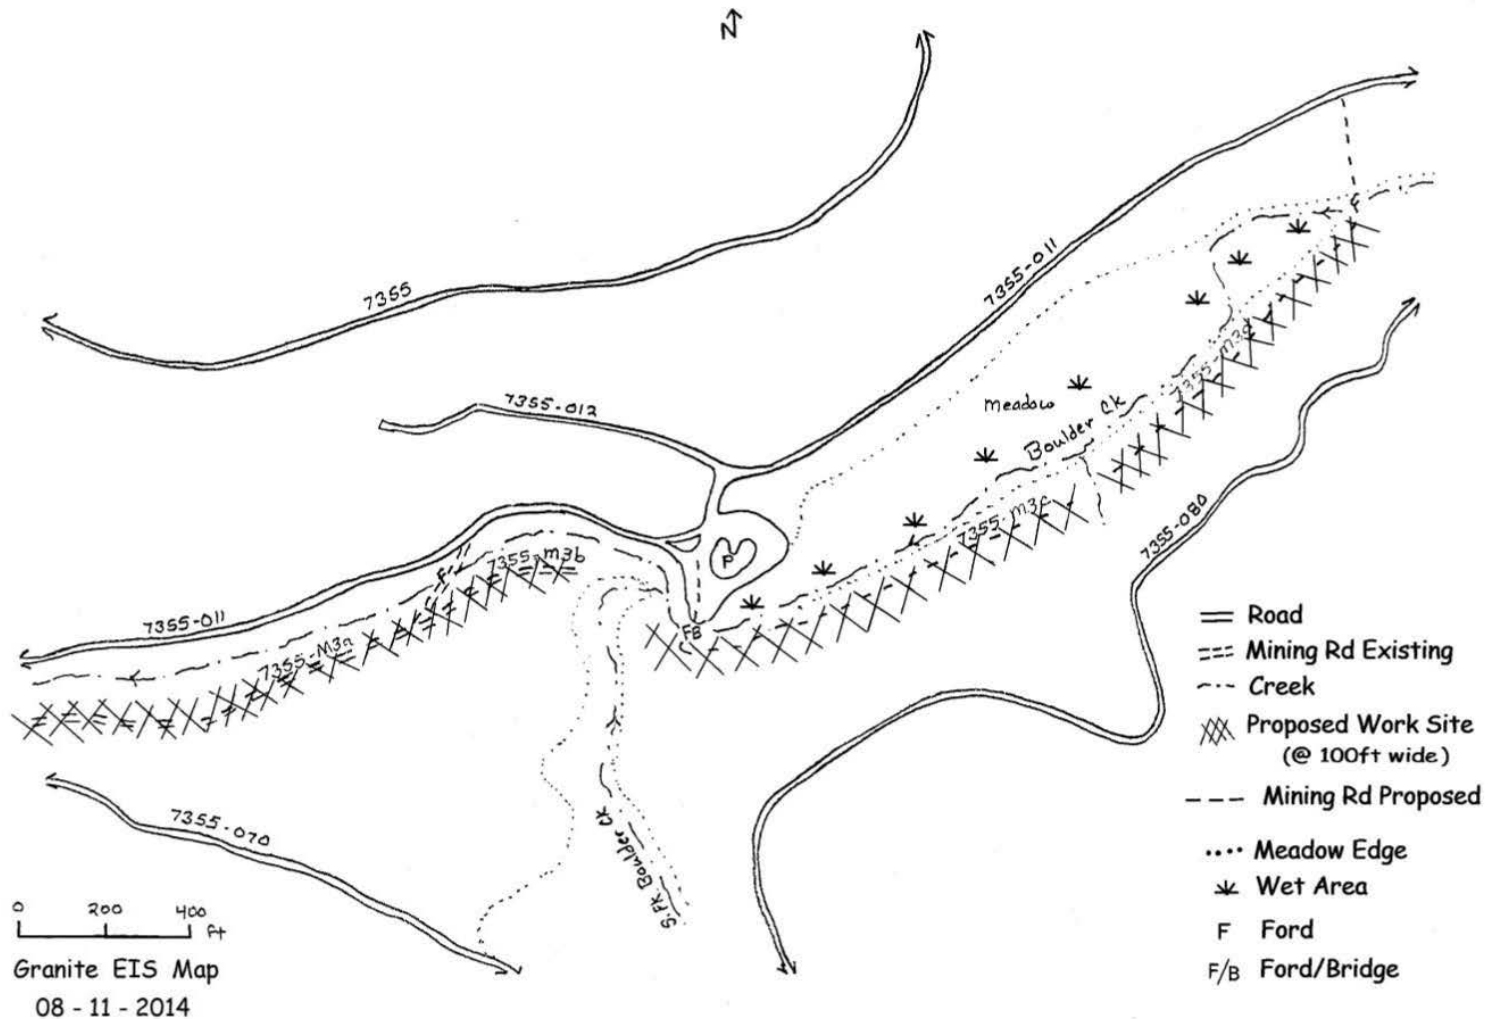 N
7355
7355-011
7355-012
Meadow
Boulder Ck
7355-m3d
7355-m3c
P
7355-m3b
F
F
FB
7355-011
7355-M3a
7355-080
7355-070
S. Fk. Boulder Ck
Road
Mining Rd Existing
Creek
Proposed Work Site
(@ 100ft wide)
Mining Rd Proposed
Meadow Edge
Wet Area
F Ford
F/B Ford/Bridge
0 200 400 ft
Granite EIS Map
08 - 11 - 2014